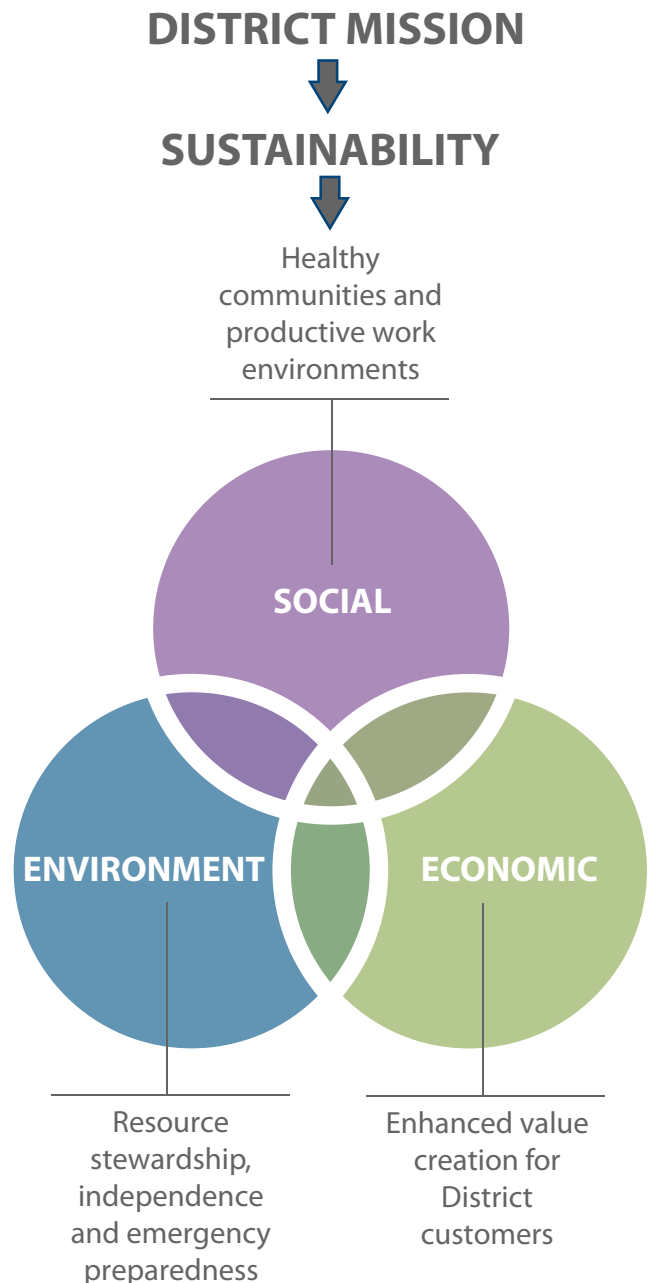 DISTRICT MISSION
SUSTAINABILITY
Healthy
communities and
productive work
environments
SOCIAL
ENVIRONMENT
ECONOMIC
Resource
stewardship,
independence
and emergency
preparedness
Enhanced value
creation for
District
customers